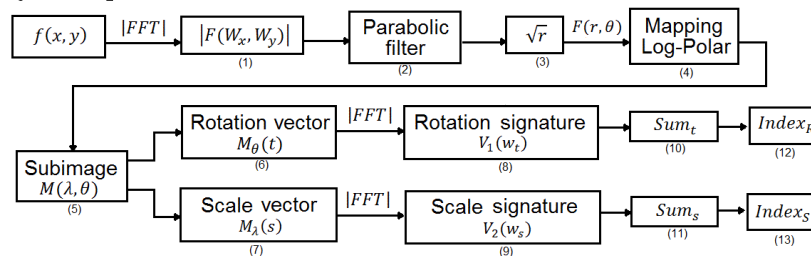 f(x,y)
|FFT|
|F(W_x,W_y)|
(1)
Parabolic
filter
(2)
√r
(3)
F(r,θ)
Mapping
Log-Polar
(4)
Subimage
M(λ,θ)
(5)
Rotation vector
M_θ(t)
(6)
|FFT|
Rotation signature
V_1(w_t)
(8)
Sum_t
(10)
Index_R
(12)
Scale vector
M_λ(s)
(7)
|FFT|
Scale signature
V_2(w_s)
(9)
Sum_s
(11)
Index_S
(13)